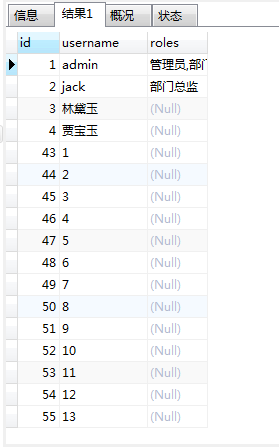 信息 结果1 概况 状态
id username roles
1 admin 管理员,部门
2 jack 部门总监
3 林黛玉 (Null)
4 贾宝玉 (Null)
43 1 (Null)
44 2 (Null)
45 3 (Null)
46 4 (Null)
47 5 (Null)
48 6 (Null)
49 7 (Null)
50 8 (Null)
51 9 (Null)
52 10 (Null)
53 11 (Null)
54 12 (Null)
55 13 (Null)